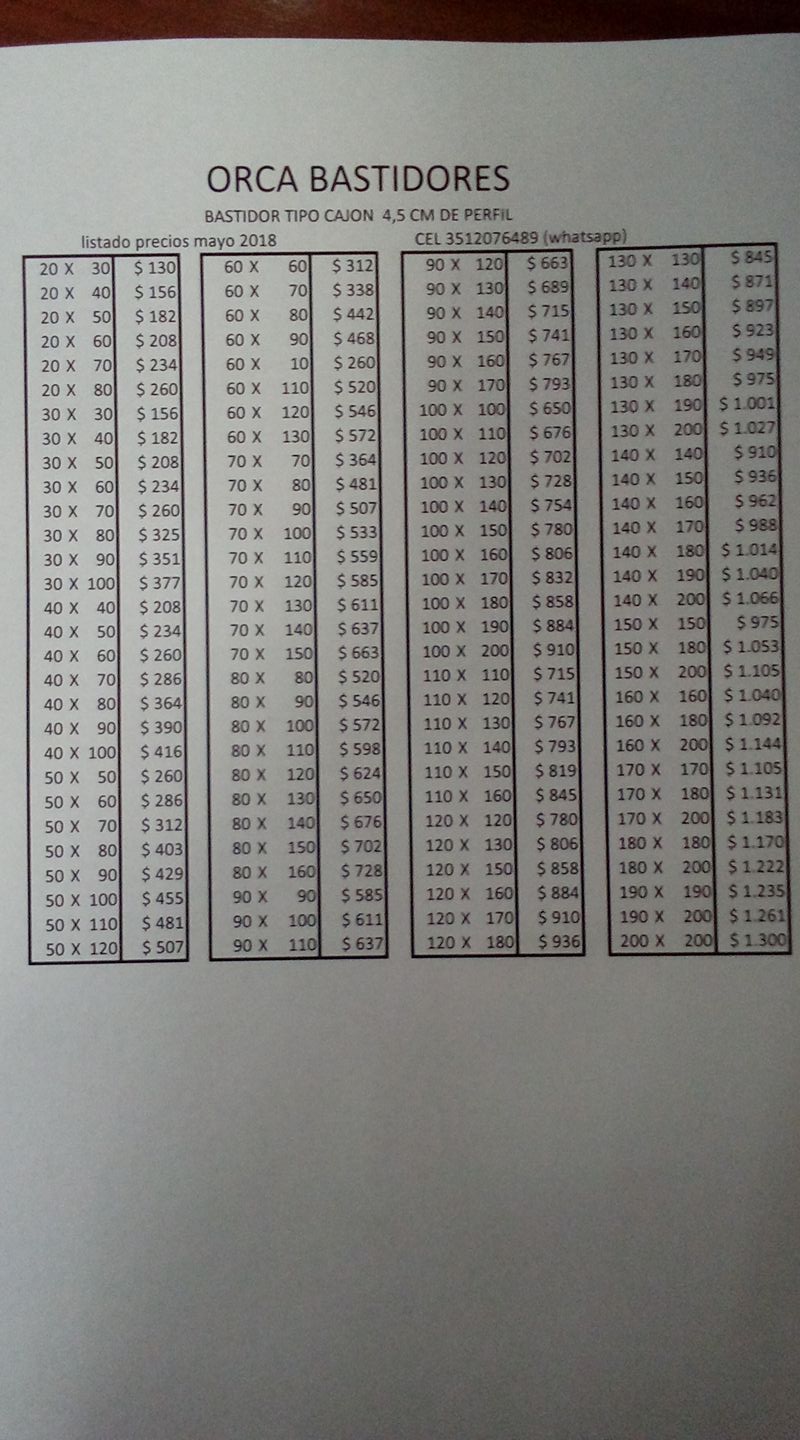 ORCA BASTIDORES
BASTIDOR TIPO CAJON 4,5 CM DE PERFIL
listado precios mayo 2018 CEL 3512076489 (whatsapp)
20 X 30 $ 130 60 X 60 $ 312 90 X 120 $ 663 130 X 130 $ 845
20 X 40 $ 156 60 X 70 $ 338 90 X 130 $ 689 130 X 140 $ 871
20 X 50 $ 182 60 X 80 $ 442 90 X 140 $ 715 130 X 150 $ 897
20 X 60 $ 208 60 X 90 $ 468 90 X 150 $ 741 130 X 160 $ 923
20 X 70 $ 234 60 X 10 $ 260 90 X 160 $ 767 130 X 170 $ 949
20 X 80 $ 260 60 X 110 $ 520 90 X 170 $ 793 130 X 180 $ 975
30 X 30 $ 156 60 X 120 $ 546 100 X 100 $ 650 130 X 190 $ 1.001
30 X 40 $ 182 60 X 130 $ 572 100 X 110 $ 676 130 X 200 $ 1.027
30 X 50 $ 208 70 X 70 $ 364 100 X 120 $ 702 140 X 140 $ 910
30 X 60 $ 234 70 X 80 $ 481 100 X 130 $ 728 140 X 150 $ 936
30 X 70 $ 260 70 X 90 $ 507 100 X 140 $ 754 140 X 160 $ 962
30 X 80 $ 325 70 X 100 $ 533 100 X 150 $ 780 140 X 170 $ 988
30 X 90 $ 351 70 X 110 $ 559 100 X 160 $ 806 140 X 180 $ 1.014
30 X 100 $ 377 70 X 120 $ 585 100 X 170 $ 832 140 X 190 $ 1.040
40 X 40 $ 208 70 X 130 $ 611 100 X 180 $ 858 140 X 200 $ 1.066
40 X 50 $ 234 70 X 140 $ 637 100 X 190 $ 884 150 X 150 $ 975
40 X 60 $ 260 70 X 150 $ 663 100 X 200 $ 910 150 X 180 $ 1.053
40 X 70 $ 286 80 X 80 $ 520 110 X 110 $ 715 150 X 200 $ 1.105
40 X 80 $ 364 80 X 90 $ 546 110 X 120 $ 741 160 X 160 $ 1.040
40 X 90 $ 390 80 X 100 $ 572 110 X 130 $ 767 160 X 180 $ 1.092
40 X 100 $ 416 80 X 110 $ 598 110 X 140 $ 793 160 X 200 $ 1.144
50 X 50 $ 260 80 X 120 $ 624 110 X 150 $ 819 170 X 170 $ 1.105
50 X 60 $ 286 80 X 130 $ 650 110 X 160 $ 845 170 X 180 $ 1.131
50 X 70 $ 312 80 X 140 $ 676 120 X 120 $ 780 170 X 200 $ 1.183
50 X 80 $ 403 80 X 150 $ 702 120 X 130 $ 806 180 X 180 $ 1.170
50 X 90 $ 429 80 X 160 $ 728 120 X 150 $ 858 180 X 200 $ 1.222
50 X 100 $ 455 90 X 90 $ 585 120 X 160 $ 884 190 X 190 $ 1.235
50 X 110 $ 481 90 X 100 $ 611 120 X 170 $ 910 190 X 200 $ 1.261
50 X 120 $ 507 90 X 110 $ 637 120 X 180 $ 936 200 X 200 $ 1.300